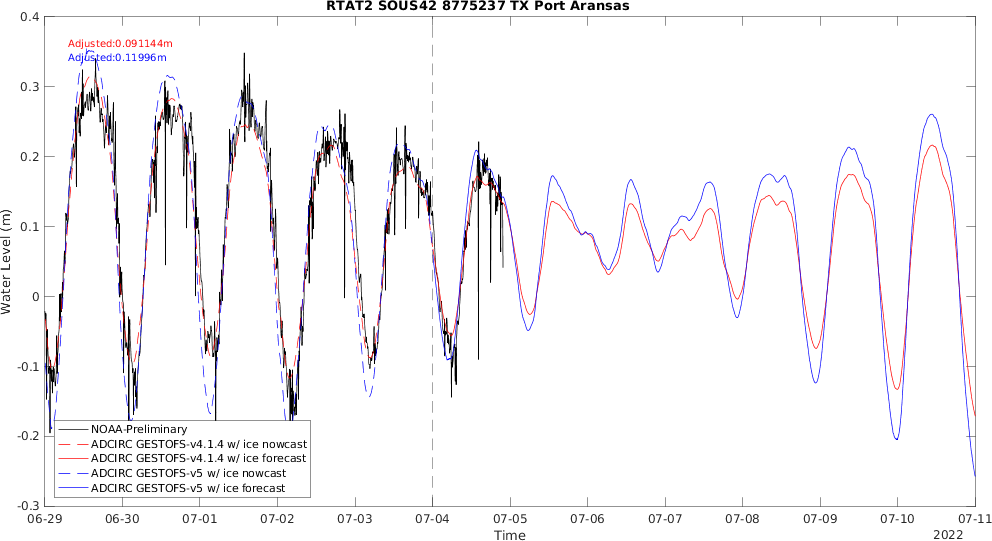 RTAT2 SOUS42 8775237 TX Port Aransas
Adjusted:0.091144m
Adjusted:0.11996m
0.4
0.3
0.2
0.1
0
-0.1
-0.2
-0.3
Water Level (m)
NOAA-Preliminary
ADCIRC GESTOFS-v4.1.4 w/ ice nowcast
ADCIRC GESTOFS-v4.1.4 w/ ice forecast
ADCIRC GESTOFS-v5 w/ ice nowcast
ADCIRC GESTOFS-v5 w/ ice forecast
06-29 06-30 07-01 07-02 07-03 07-04 07-05 07-06 07-07 07-08 07-09 07-10 07-11
Time
2022